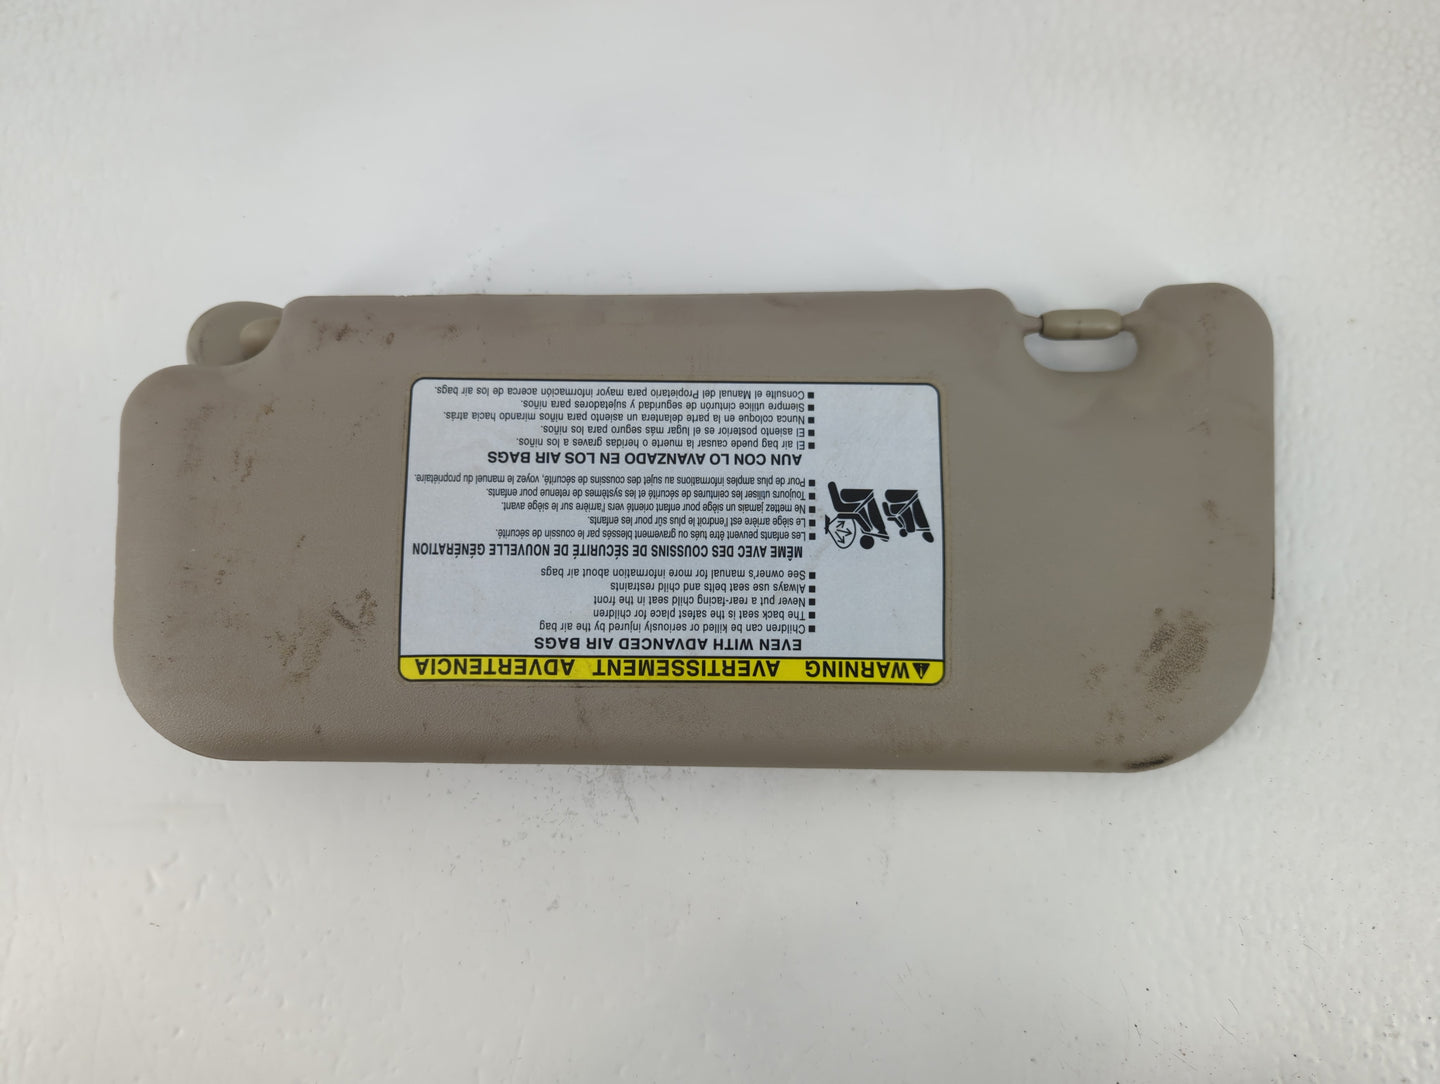 WARNING AVERTISSEMENT ADVERTENCIA
EVEN WITH ADVANCED AIR BAGS
■ Children can be killed or seriously injured by the air bag
■ The back seat is the safest place for children
■ Never put a rear-facing child seat in the front
■ Always use seat belts and child restraints
■ See owner's manual for more information about air bags
MÊME AVEC DES COUSSINS DE SÉCURITÉ DE NOUVELLE GÉNÉRATION
■ Les enfants peuvent être tués ou gravement blessés par le coussin de sécurité.
■ Le siège arrière est l'endroit le plus sûr pour les enfants.
■ Ne mettez jamais un siège pour enfant orienté vers l'arrière sur le siège avant.
■ Toujours utiliser les ceintures de sécurité et les systèmes de retenue pour enfants.
■ Pour de plus amples informations au sujet des coussins de sécurité, voyez le manuel du propriétaire.
AUN CON LO AVANZADO EN LOS AIR BAGS
■ El air bag puede causar la muerte o heridas graves a los niños.
■ El asiento posterior es el lugar más seguro para los niños.
■ Nunca coloque en la parte delantera un asiento para niños mirando hacia atrás.
■ Siempre utilice cinturón de seguridad y sujetadores para niños.
■ Consulte el Manual del Propietario para mayor información acerca de los air bags.